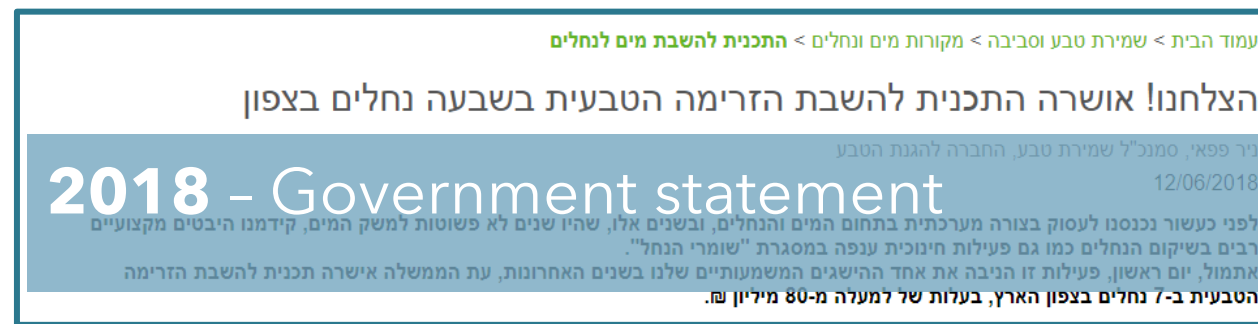 עמוד הבית > שמירת טבע וסביבה > מקורות מים ונחלים > התכנית להשבת מים לנחלים
הצלחנו! אושרה התכנית להשבת הזרימה הטבעית בשבעה נחלים בצפון
ניר פפאי, סמנכ"ל שמירת טבע, החברה להגנת הטבע
12/06/2018
2018 – Government statement
לפני כעשור נכנסנו לעסוק בצורה מערכתית בתחום המים והנחלים, ובשנים אלו, שהיו שנים לא פשוטות למשק המים, קידמנו היבטים מקצועיים
רבים בשיקום הנחלים כמו גם פעילות חינוכית ענפה במסגרת "שומרי הנחל".
אתמול, יום ראשון, פעילות זו הניבה את אחד ההישגים המשמעותיים שלנו בשנים האחרונות, עת הממשלה אישרה תכנית להשבת הזרימה
הטבעית ב-7 נחלים בצפון הארץ, בעלות של למעלה מ-80 מיליון ₪.